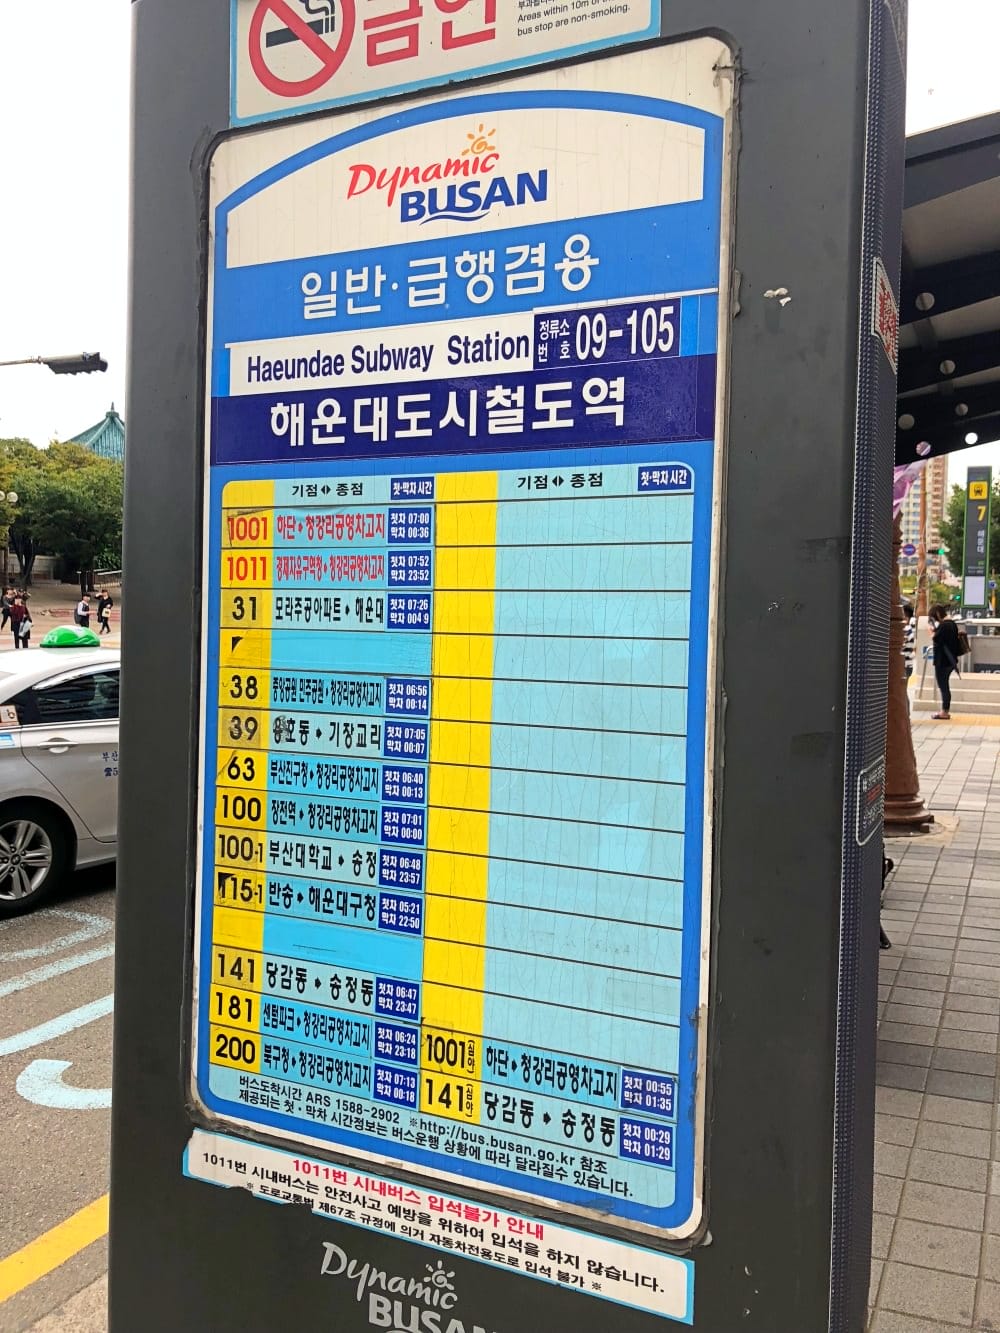 금연
Areas within 10m of the
bus stop are non-smoking.
Dynamic
BUSAN
일반·급행겸용
Haeundae Subway Station
정류소
번 호
09-105
해운대도시철도역
기점 종점 첫·막차시간
1001 하단 청강리공영차고지 첫차 07:00 막차 00:36
1011 경제자유구역청 청강리공영차고지 첫차 07:52 막차 23:52
31 모라주공아파트 해운대 첫차 07:26 막차 004 9
38 중앙공원 민주공원 청강리공영차고지 첫차 06:56 막차 00:14
39 용호동 기장교리 첫차 07:05 막차 00:07
63 부산진구청 청강리공영차고지 첫차 06:40 막차 00:13
100 장전역 청강리공영차고지 첫차 07:01 막차 00:00
100-1 부산대학교 송정 첫차 06:48 막차 23:57
115-1 반송 해운대구청 첫차 05:21 막차 22:50
141 당감동 송정동 첫차 06:47 막차 23:47
181 센텀파크 청강리공영차고지 첫차 06:24 막차 23:18
200 북구청 청강리공영차고지 첫차 07:13 막차 00:18
기점 종점 첫·막차시간
1001(심야) 하단 청강리공영차고지 첫차 00:55 막차 01:35
141(심야) 당감동 송정동 첫차 00:29 막차 01:29
버스도착시간 ARS 1588-2902 ※http://bus.busan.go.kr 참조
제공되는 첫·막차 시간정보는 버스운행 상황에 따라 달라질수 있습니다.
1011번 시내버스 입석불가 안내
1011번 시내버스는 안전사고 예방을 위하여 입석을 하지 않습니다.
※ 도로교통법 제67조 규정에 의거 자동차전용도로 입석 불가 ※
Dynamic
BUSAN
7
해운대